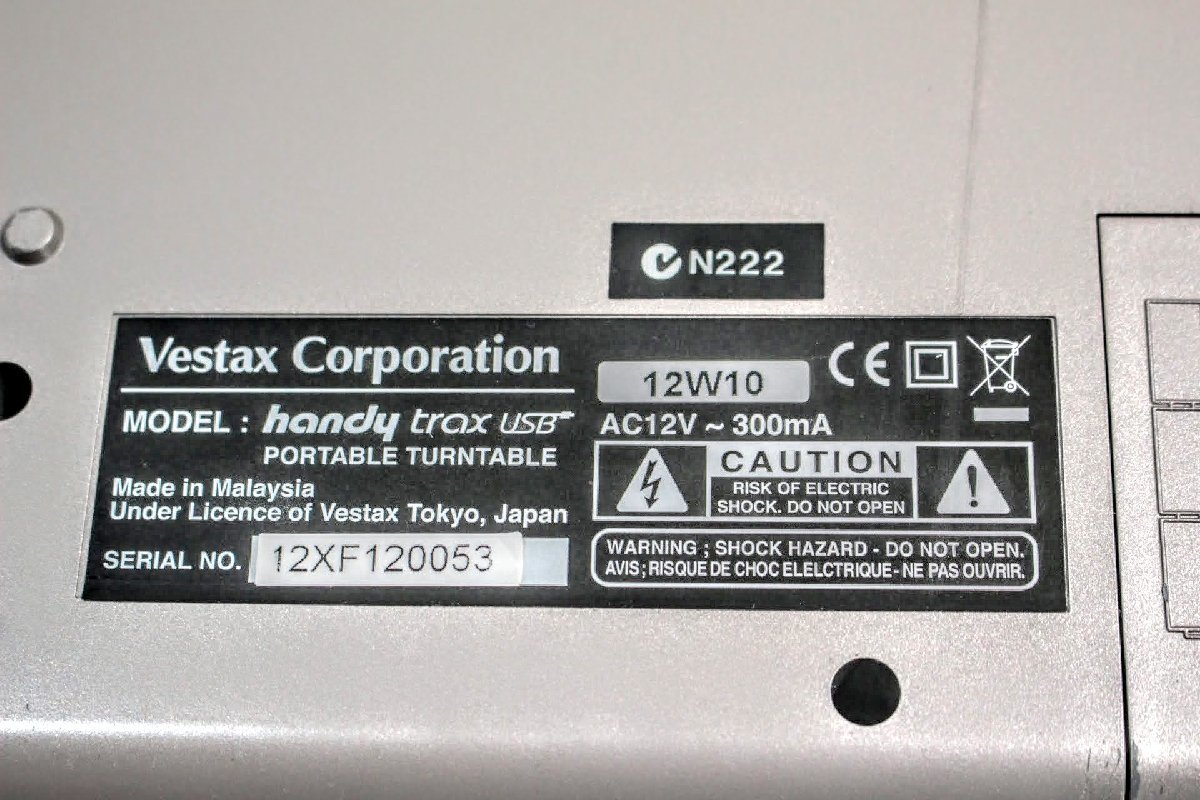 N222
Vestax Corporation
MODEL : handy trax USB
PORTABLE TURNTABLE
Made in Malaysia
Under Licence of Vestax Tokyo, Japan
SERIAL NO. 12XF120053
12W10
CE
AC12V ~ 300mA
CAUTION
RISK OF ELECTRIC
SHOCK. DO NOT OPEN
WARNING ; SHOCK HAZARD - DO NOT OPEN.
AVIS ; RISQUE DE CHOC ELELCTRIQUE - NE PAS OUVRIR.